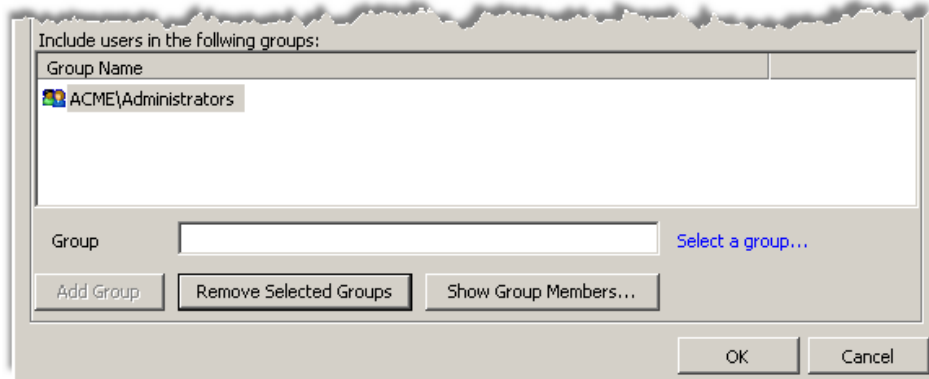 Include users in the follwing groups:
Group Name
ACME\Administrators
Group
Select a group...
Add Group
Remove Selected Groups
Show Group Members...
OK
Cancel